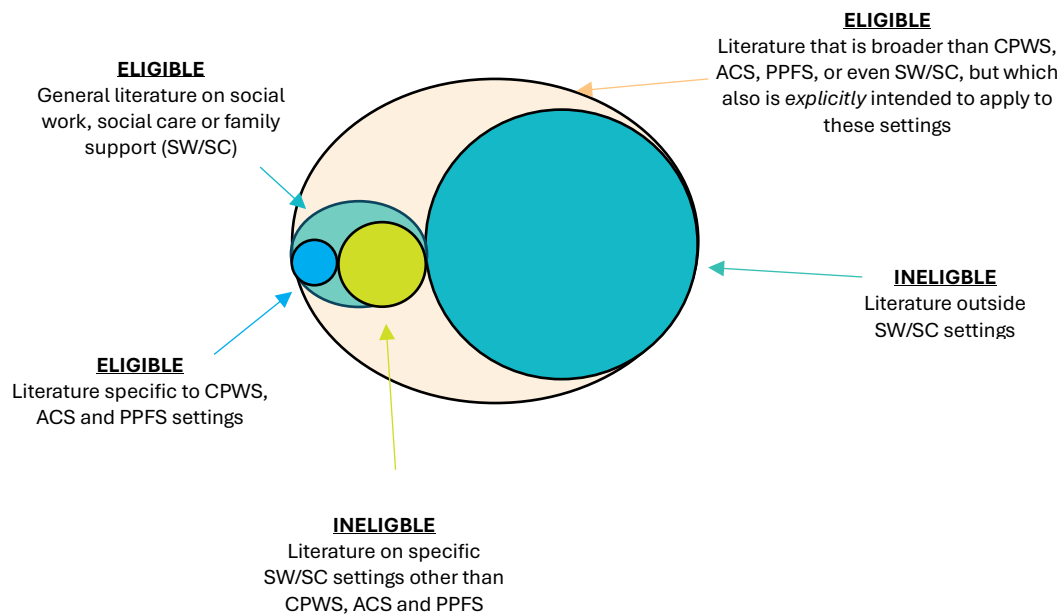 ELIGIBLE
Literature that is broader than CPWS,
ACS, PPFS, or even SW/SC, but which
also is explicitly intended to apply to
these settings
ELIGIBLE
General literature on social
work, social care or family
support (SW/SC)
INELIGBLE
Literature outside
SW/SC settings
ELIGIBLE
Literature specific to CPWS,
ACS and PPFS settings
INELIGBLE
Literature on specific
SW/SC settings other than
CPWS, ACS and PPFS